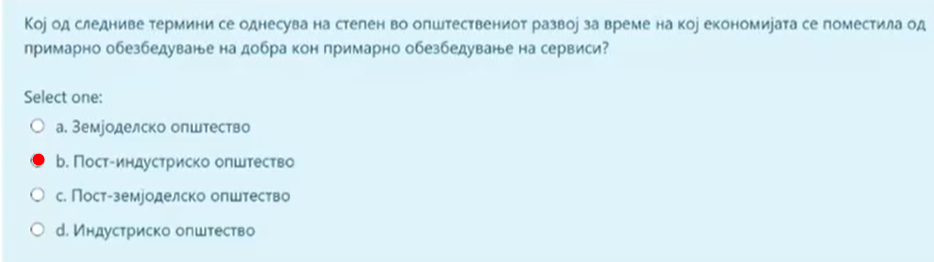 Кој од следниве термини се однесува на степен во општествениот развој за време на кој економијата се поместила од
примарно обезбедување на добра кон примарно обезбедување на сервиси?
Select one:
a. Земјоделско општество
b. Пост-индустриско општество
c. Пост-земјоделско општество
d. Индустриско општество